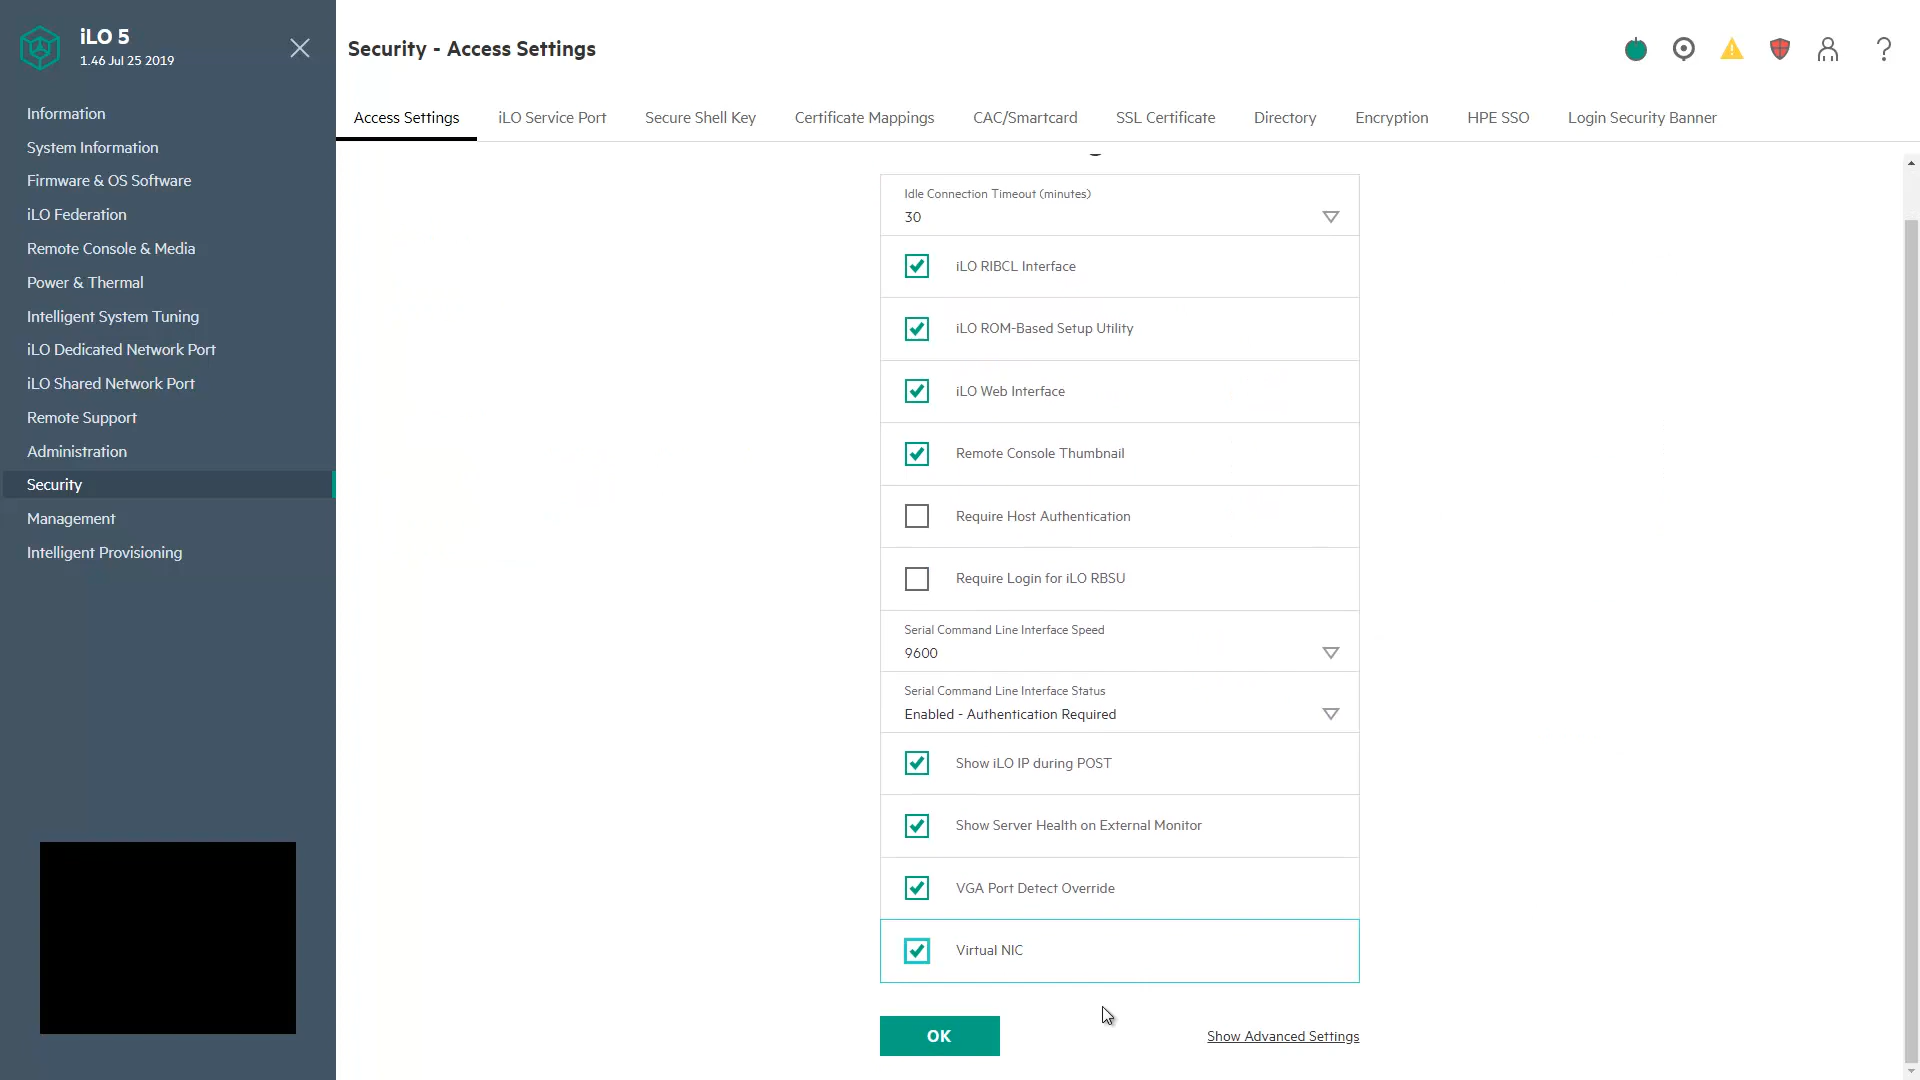 iLO 5
1.46 Jul 25 2019
Information
System Information
Firmware & OS Software
iLO Federation
Remote Console & Media
Power & Thermal
Intelligent System Tuning
iLO Dedicated Network Port
iLO Shared Network Port
Remote Support
Administration
Security
Management
Intelligent Provisioning
Security - Access Settings
Access Settings
iLO Service Port
Secure Shell Key
Certificate Mappings
CAC/Smartcard
SSL Certificate
Directory
Encryption
HPE SSO
Login Security Banner
Idle Connection Timeout (minutes)
30
iLO RIBCL Interface
iLO ROM-Based Setup Utility
iLO Web Interface
Remote Console Thumbnail
Require Host Authentication
Require Login for iLO RBSU
Serial Command Line Interface Speed
9600
Serial Command Line Interface Status
Enabled - Authentication Required
Show iLO IP during POST
Show Server Health on External Monitor
VGA Port Detect Override
Virtual NIC
OK
Show Advanced Settings